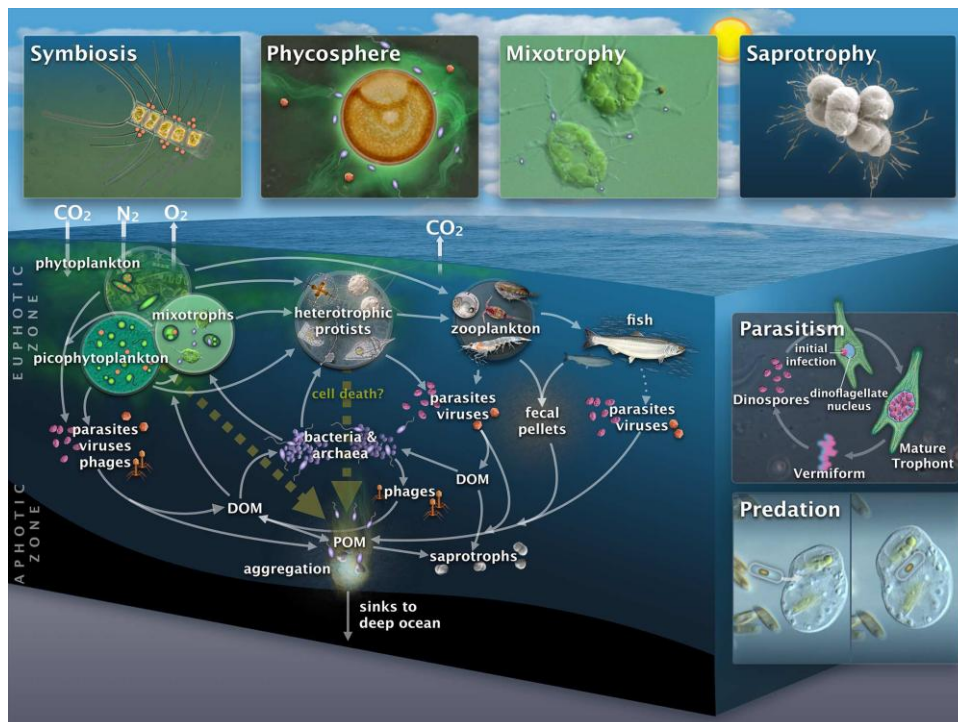 Symbiosis
Phycosphere
Mixotrophy
Saprotrophy
CO₂
N₂
O₂
CO₂
EUPHOTIC
ZONE
phytoplankton
mixotrophs
picophytoplankton
heterotrophic
protists
zooplankton
fish
cell death?
parasites
viruses
fecal
pellets
parasites
viruses
parasites
viruses
phages
bacteria &
archaea
DOM
phages
DOM
APHOTIC
ZONE
POM
aggregation
saprotrophs
sinks to
deep ocean
Parasitism
initial
infection
dinoflagellate
nucleus
Dinospores
Mature
Trophont
Vermiform
Predation